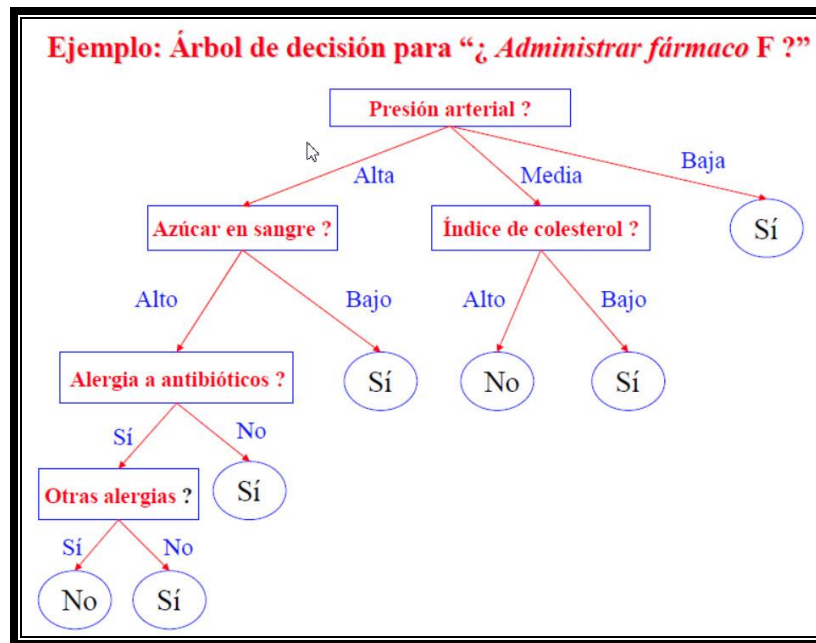 Ejemplo: Árbol de decisión para “¿ Administrar fármaco F ?”
Presión arterial ?
Alta
Media
Baja
Azúcar en sangre ?
Índice de colesterol ?
Sí
Alto
Bajo
Alto
Bajo
Alergia a antibióticos ?
Sí
No
Sí
Sí
No
Otras alergias ?
Sí
Sí
No
No
Sí